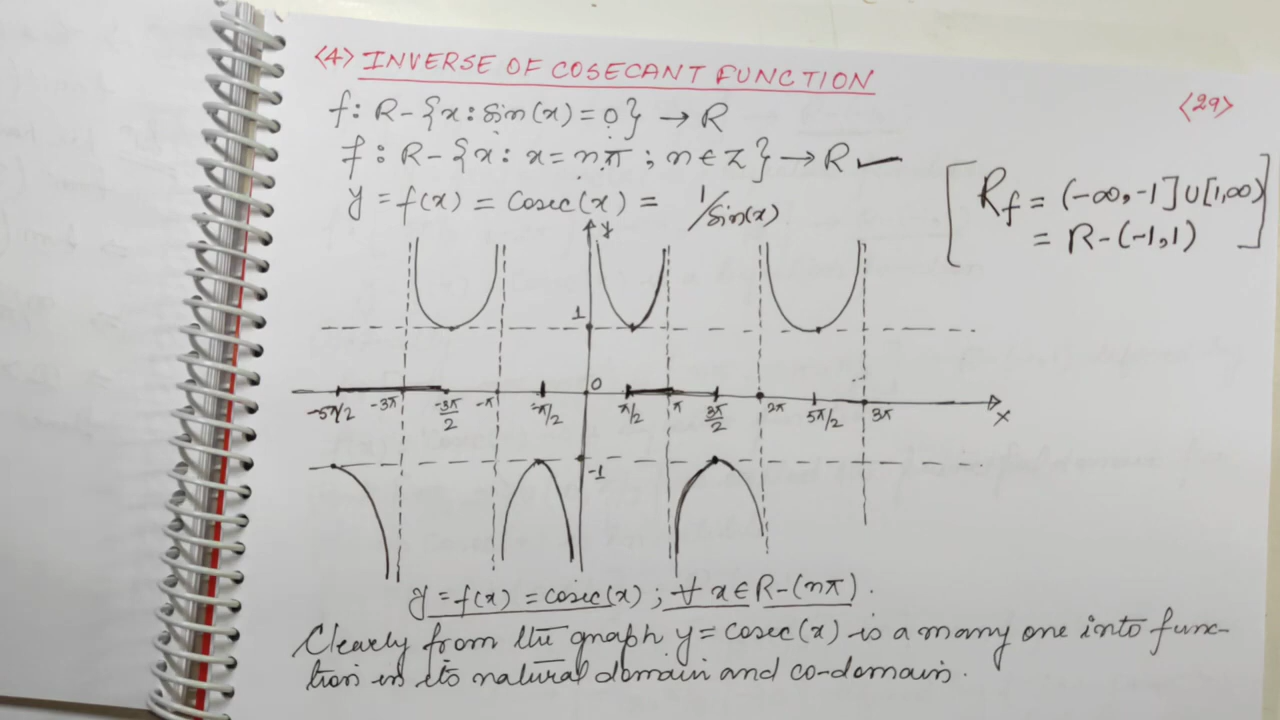 <4> INVERSE OF COSECANT FUNCTION
<29>
f: R-{x: sin(x)=0} → R
f: R-{x: x=nπ ; n∈Z} → R
y = f(x) = Cosec(x) = 1/sin(x)
[Rf = (-∞,-1]∪[1,∞)
= R-(-1,1)]
y
1
0
-5π/2 -3π -3π/2 -π -π/2 π/2 π 3π/2 2π 5π/2 3π x
-1
y = f(x) = cosec(x) ; ∀ x∈R-(nπ).
Clearly from the graph y = cosec(x) is a many one into func-
tion in its natural domain and co-domain.